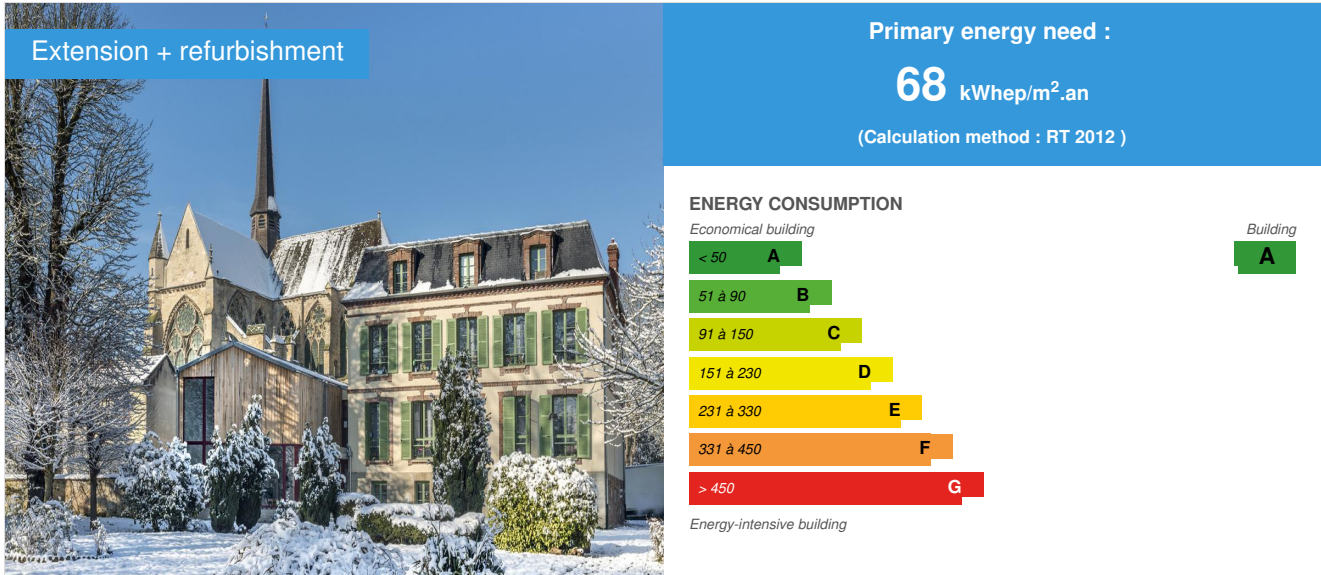 Extension + refurbishment
Primary energy need :
68 kWhep/m².an
(Calculation method : RT 2012 )
ENERGY CONSUMPTION
Economical building
Building
< 50 A
A
51 à 90 B
91 à 150 C
151 à 230 D
231 à 330 E
331 à 450 F
> 450 G
Energy-intensive building